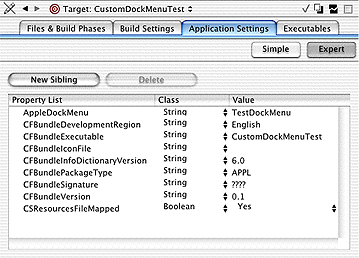 Target: CustomDockMenuTest
Files & Build Phases Build Settings Application Settings Executables
Simple Expert
New Sibling Delete
Property List Class Value
AppleDockMenu String TestDockMenu
CFBundleDevelopmentRegion String English
CFBundleExecutable String CustomDockMenuTest
CFBundleIconFile String
CFBundleInfoDictionaryVersion String 6.0
CFBundlePackageType String APPL
CFBundleSignature String ????
CFBundleVersion String 0.1
CSResourcesFileMapped Boolean Yes